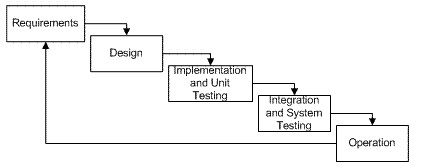 Requirements
Design
Implementation
and Unit
Testing
Integration
and System
Testing
Operation